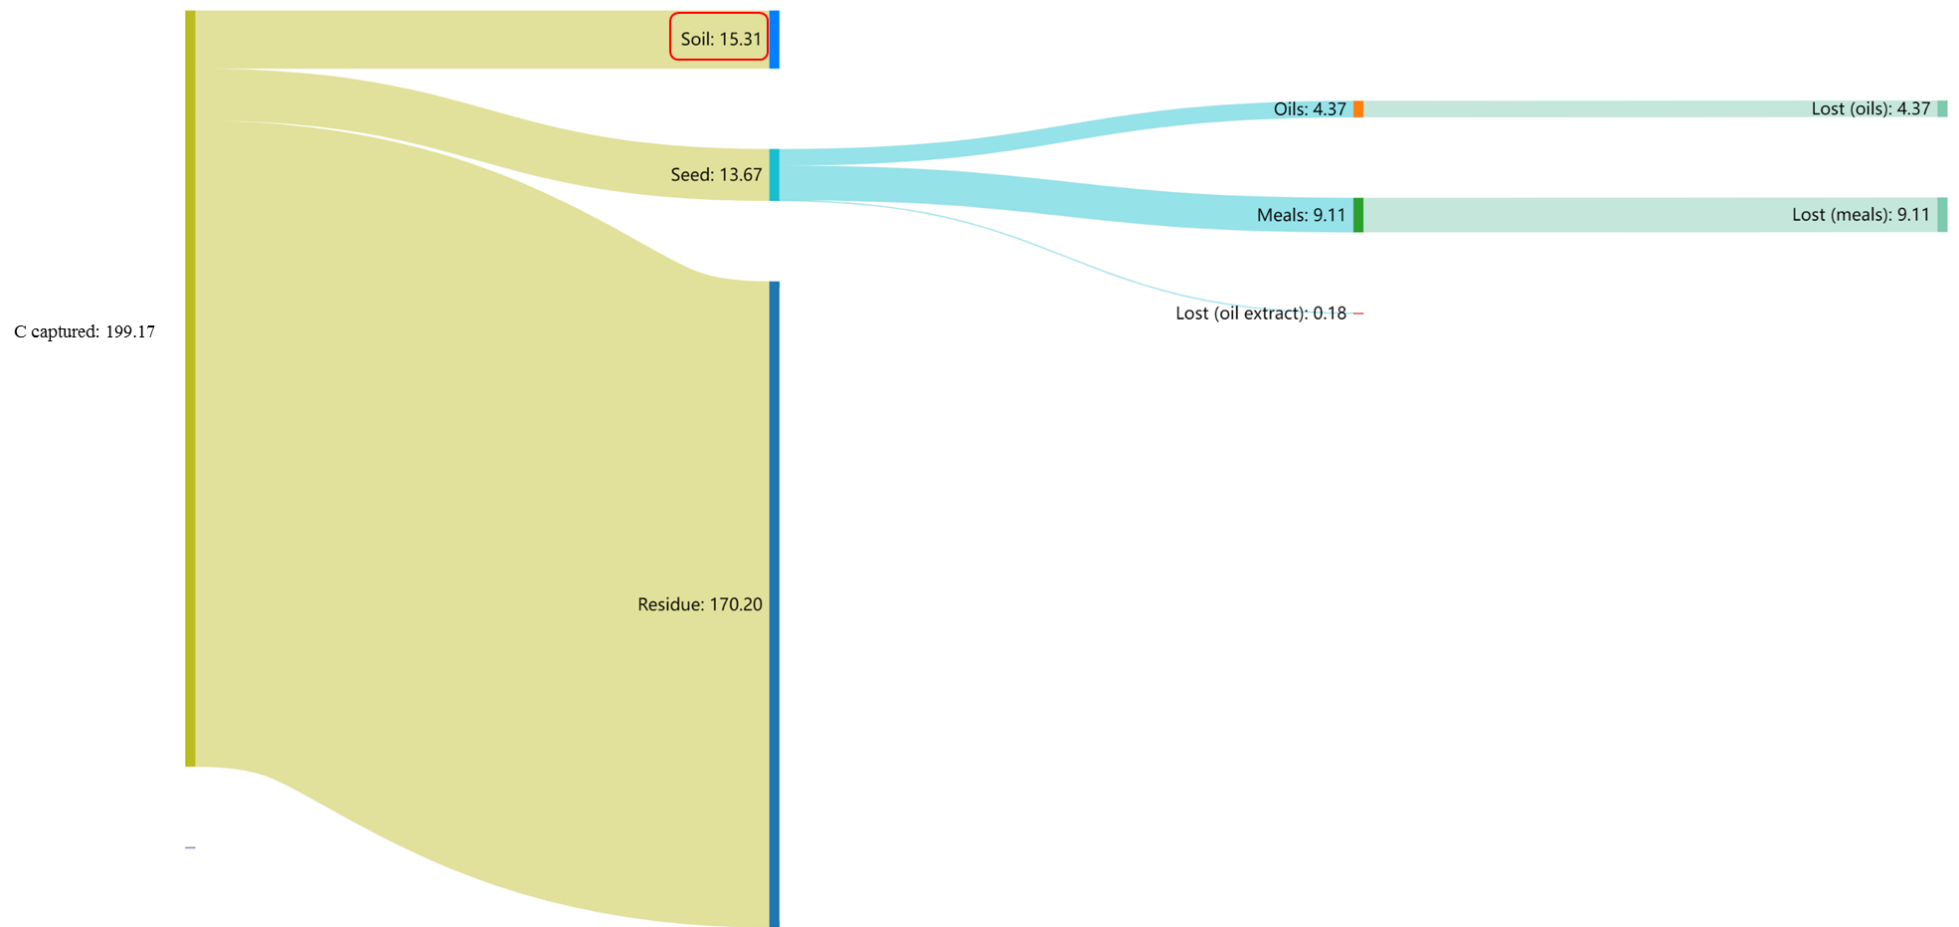 Soil: 15.31
Oils: 4.37
Lost (oils): 4.37
Seed: 13.67
Meals: 9.11
Lost (meals): 9.11
Lost (oil extract): 0.18
C captured: 199.17
Residue: 170.20